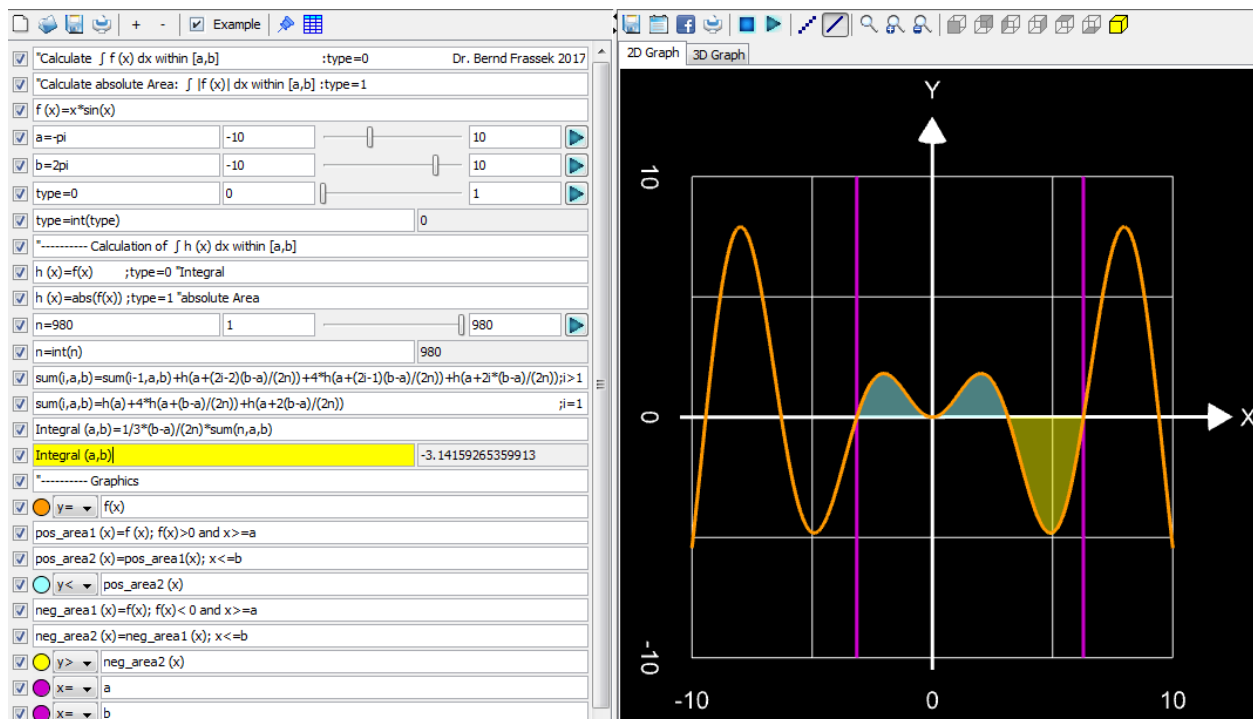 + - Example
"Calculate ∫ f (x) dx within [a,b] :type=0 Dr. Bernd Frassek 2017
"Calculate absolute Area: ∫ |f (x)| dx within [a,b] :type=1
f (x)=x*sin(x)
a=-pi -10 10
b=2pi -10 10
type=0 0 1
type=int(type) 0
"---------- Calculation of ∫ h (x) dx within [a,b]
h (x)=f(x) ;type=0 "Integral
h (x)=abs(f(x)) ;type=1 "absolute Area
n=980 1 980
n=int(n) 980
sum(i,a,b)=sum(i-1,a,b)+h(a+(2i-2)(b-a)/(2n))+4*h(a+(2i-1)(b-a)/(2n))+h(a+2i*(b-a)/(2n));i>1
sum(i,a,b)=h(a)+4*h(a+(b-a)/(2n))+h(a+2(b-a)/(2n)) ;i=1
Integral (a,b)=1/3*(b-a)/(2n)*sum(n,a,b)
Integral (a,b) -3.14159265359913
"---------- Graphics
y= f(x)
pos_area1 (x)=f (x); f(x)>0 and x>=a
pos_area2 (x)=pos_area1(x); x<=b
y< pos_area2 (x)
neg_area1 (x)=f(x); f(x)< 0 and x>=a
neg_area2 (x)=neg_area1 (x); x<=b
y> neg_area2 (x)
x= a
x= b
2D Graph 3D Graph
Y
10
0
X
-10
-10 0 10